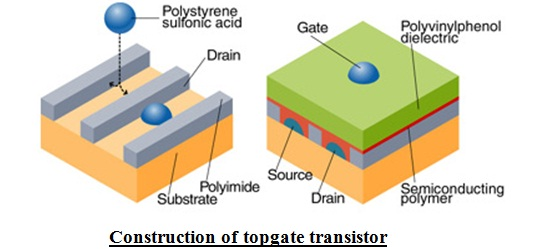 Polystyrene
sulfonic acid
Drain
Substrate
Polyimide
Gate
Polyvinylphenol
dielectric
Source
Drain
Semiconducting
polymer
Construction of topgate transistor